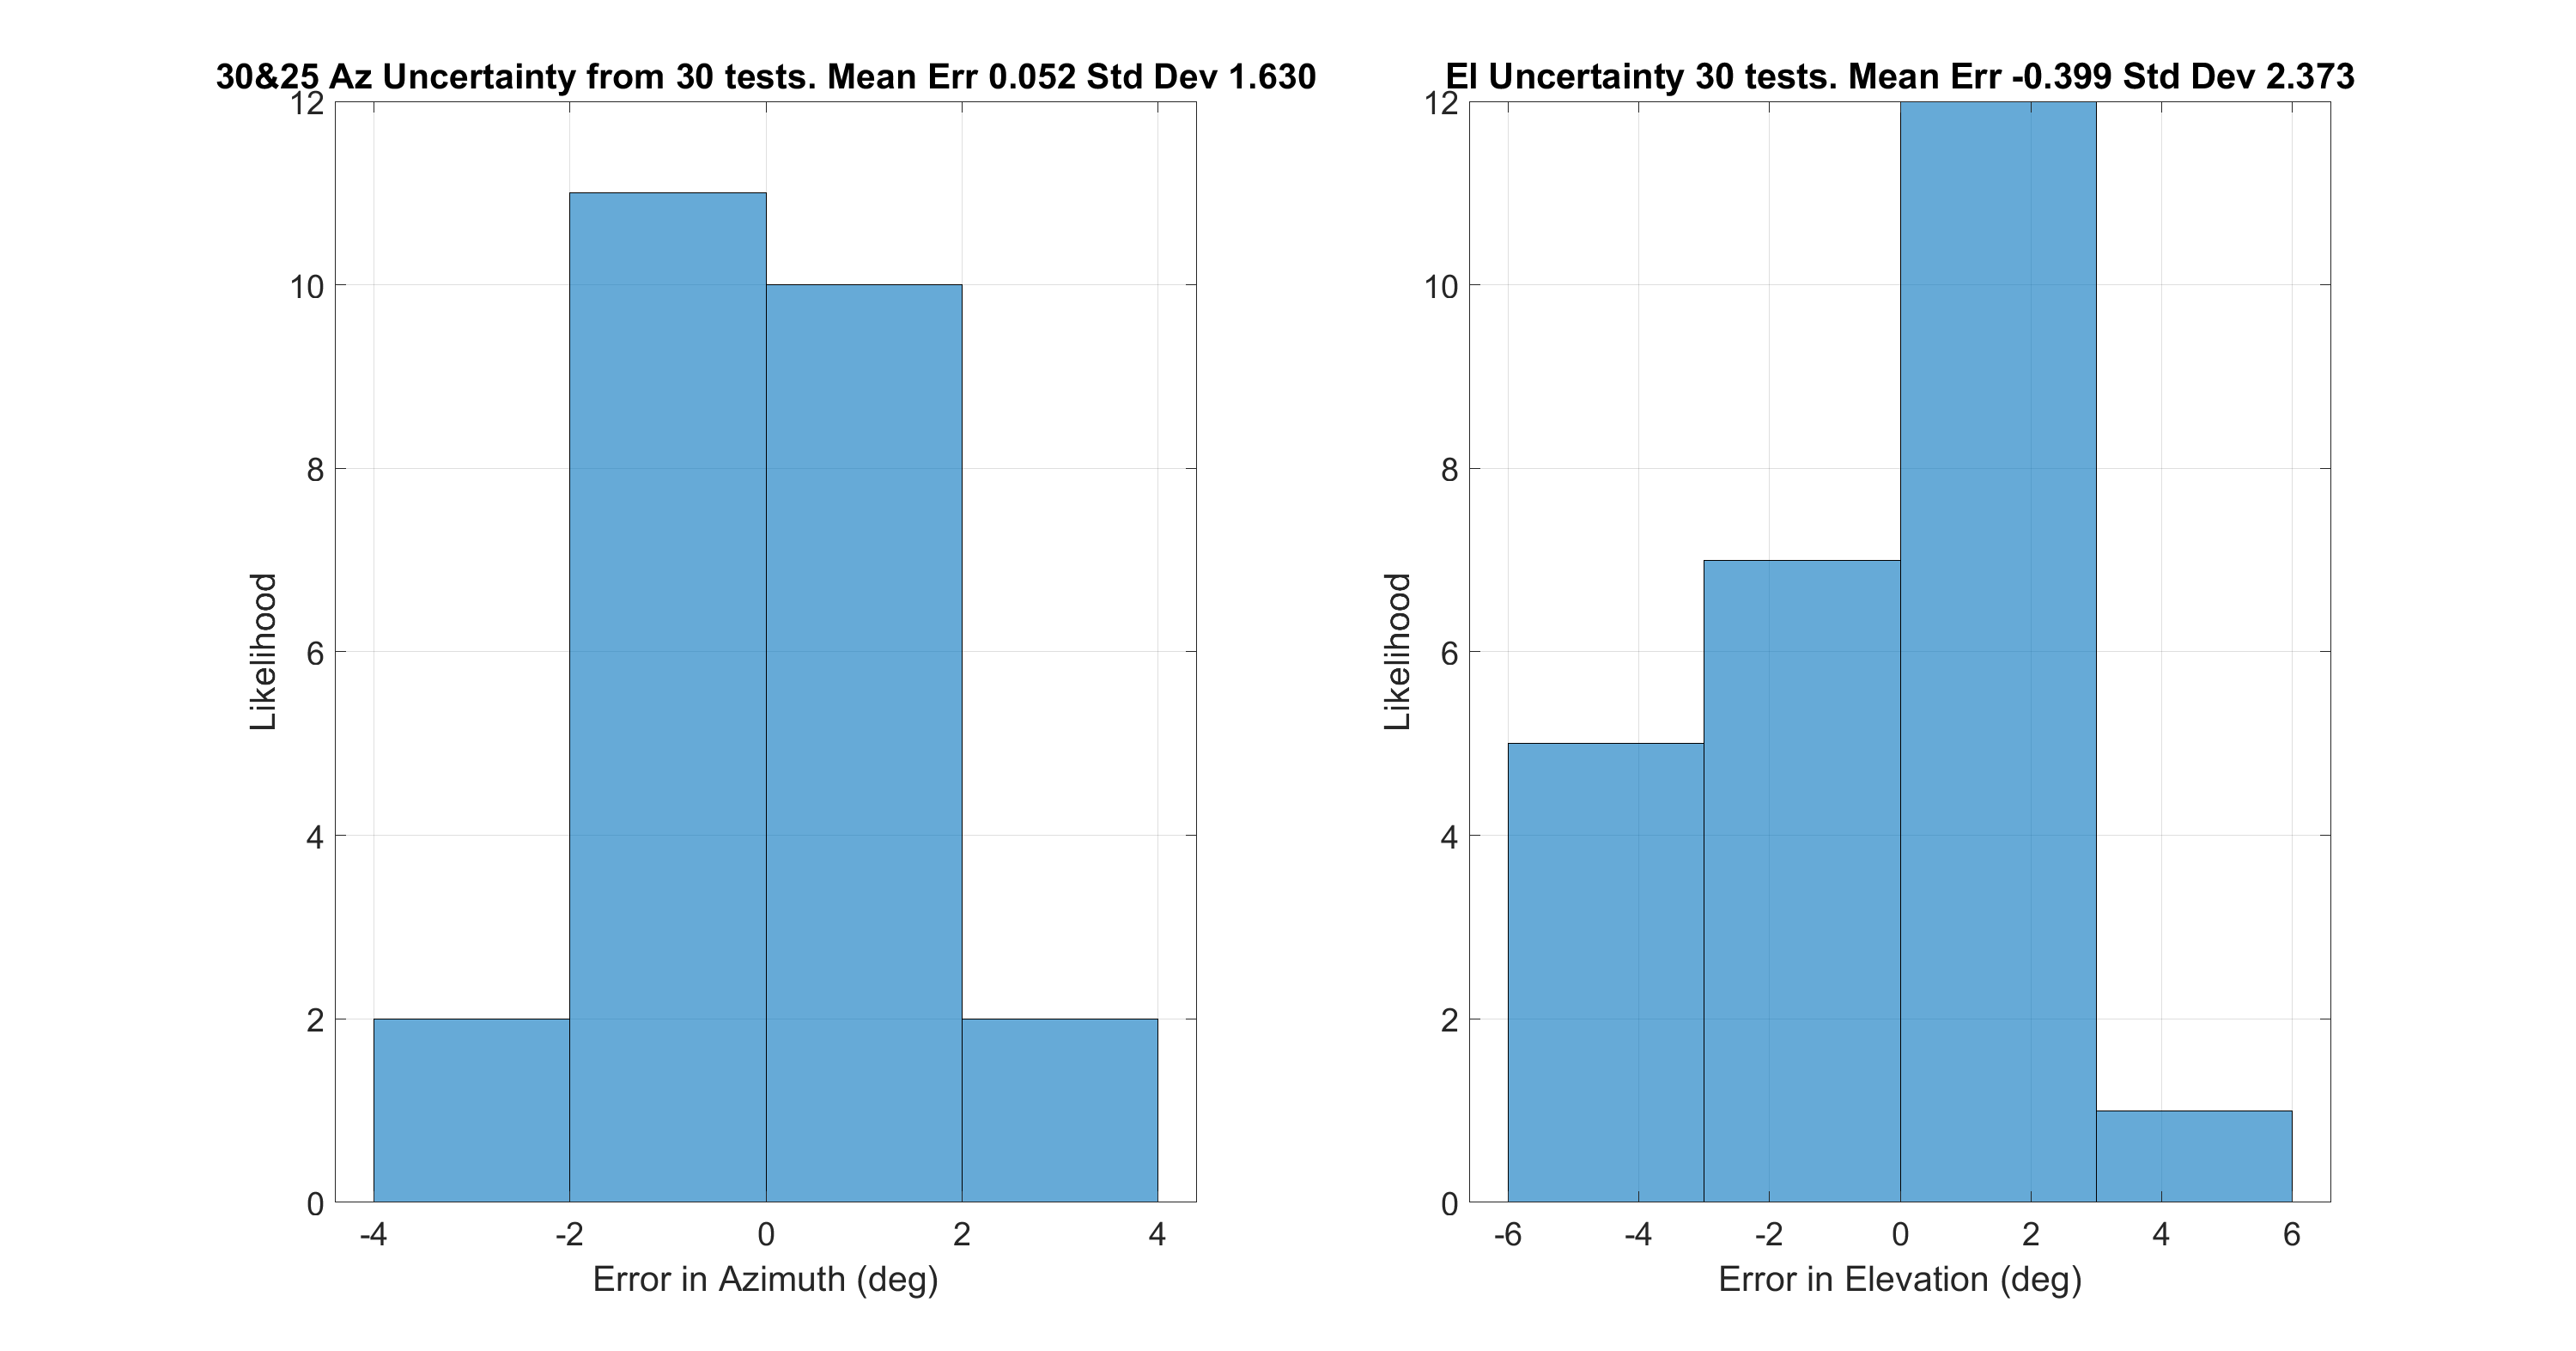 30&25 Az Uncertainty from 30 tests. Mean Err 0.052 Std Dev 1.630
12
10
8
6
4
2
0
Likelihood
-4 -2 0 2 4
Error in Azimuth (deg)
El Uncertainty 30 tests. Mean Err -0.399 Std Dev 2.373
12
10
8
6
4
2
0
Likelihood
-6 -4 -2 0 2 4 6
Error in Elevation (deg)